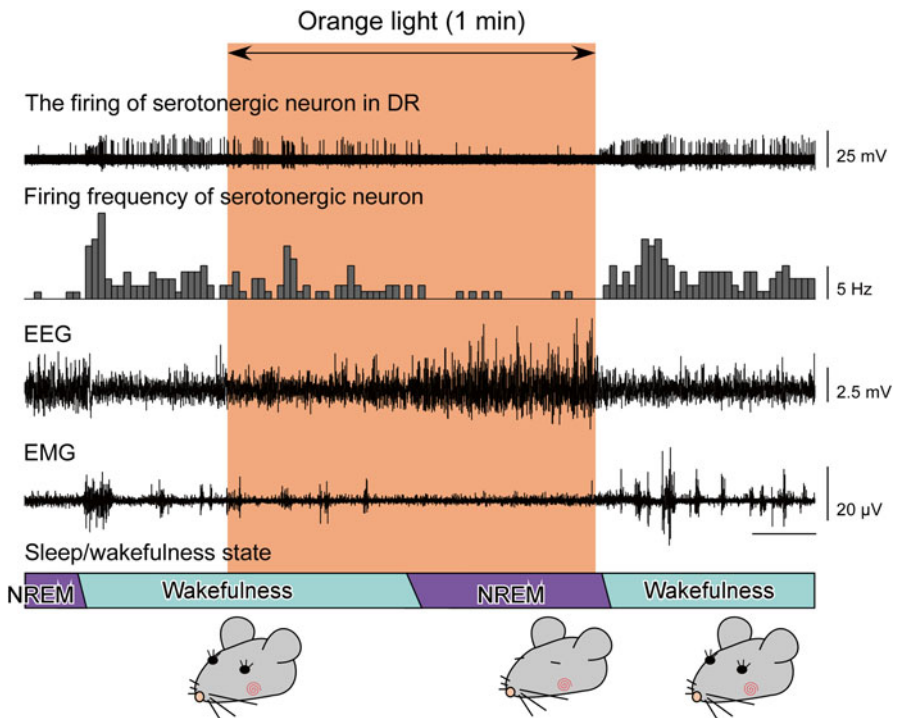 Orange light (1 min)
The firing of serotonergic neuron in DR
25 mV
Firing frequency of serotonergic neuron
5 Hz
EEG
2.5 mV
EMG
20 µV
Sleep/wakefulness state
NREM Wakefulness NREM Wakefulness